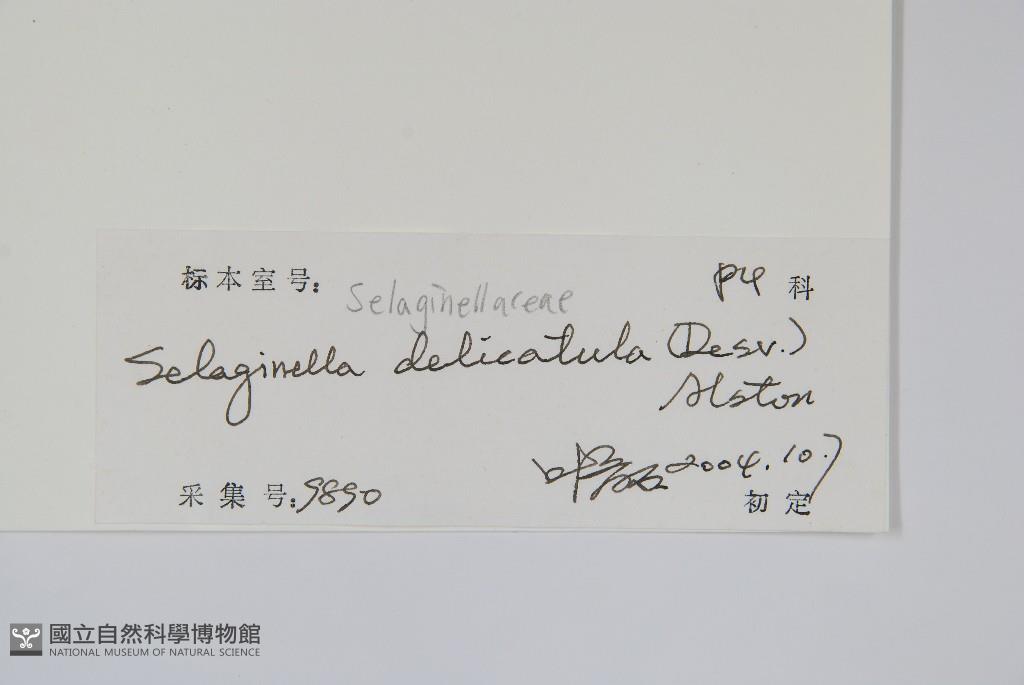 标本室号: P4 科
Selaginellaceae
Selaginella delicatula (Desv.)
Alston
2004.10.7
采集号:9890 初定
國立自然科學博物館
NATIONAL MUSEUM OF NATURAL SCIENCE